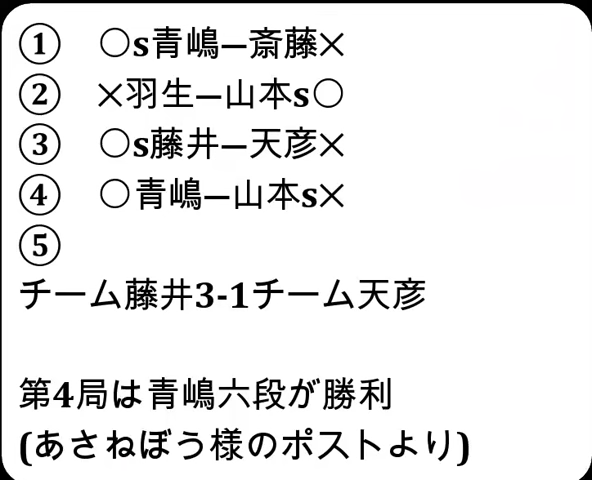 ① ○s青嶋ー斎藤×
② ×羽生ー山本s○
③ ○s藤井ー天彦×
④ ○青嶋ー山本s×
⑤
チーム藤井3-1チーム天彦
第4局は青嶋六段が勝利
(あさねぼう様のポストより)